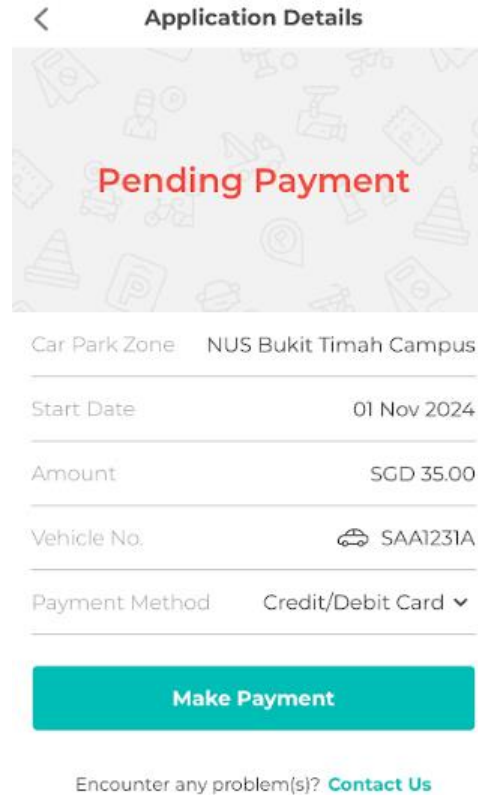 Application Details
Pending Payment
Car Park Zone NUS Bukit Timah Campus
Start Date 01 Nov 2024
Amount SGD 35.00
Vehicle No. SAA1231A
Payment Method Credit/Debit Card
Make Payment
Encounter any problem(s)? Contact Us